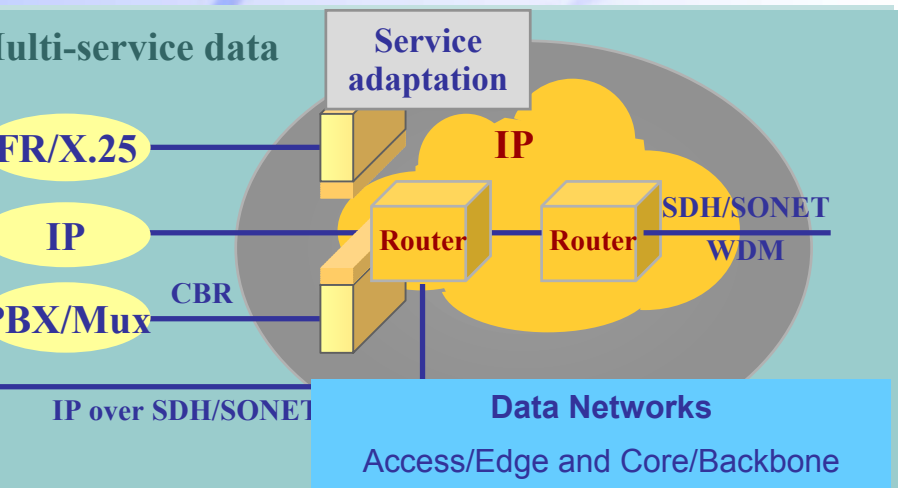 Multi-service data
Service
adaptation
FR/X.25
IP
IP
Router
Router
SDH/SONET
WDM
CBR
PBX/Mux
IP over SDH/SONET
Data Networks
Access/Edge and Core/Backbone